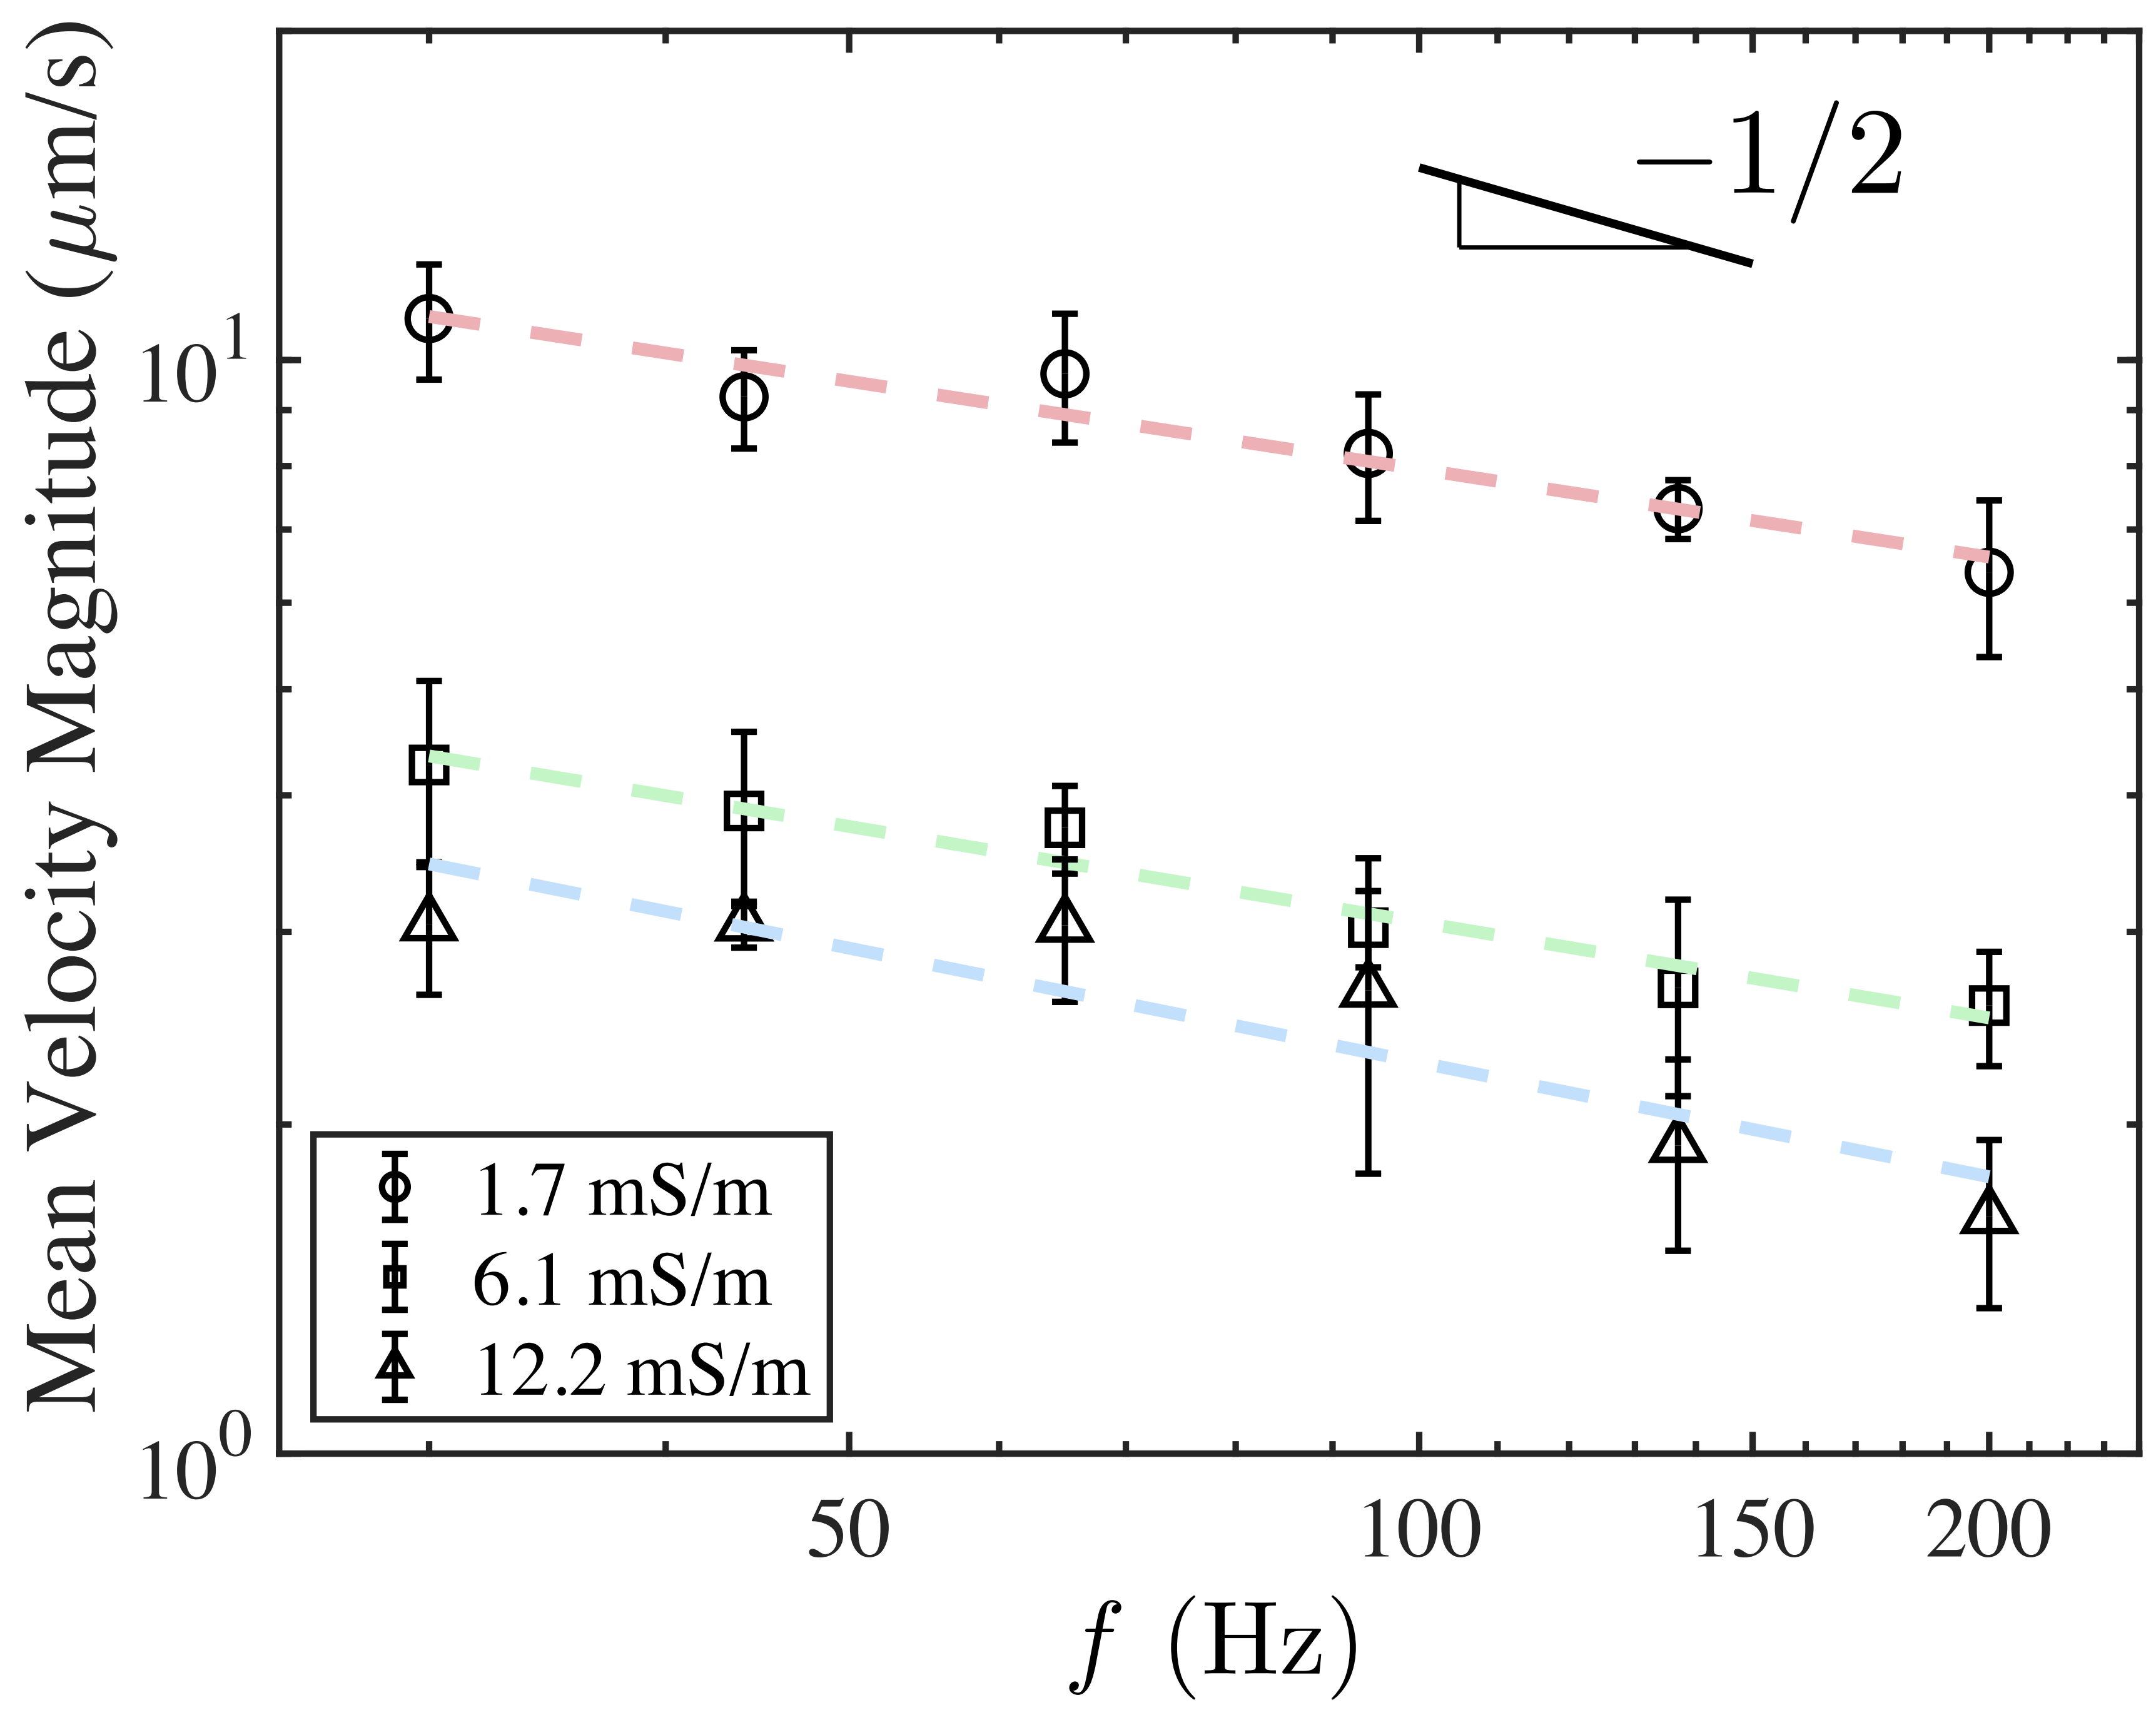 Mean Velocity Magnitude (μm/s)
10^1
10^0
−1/2
1.7 mS/m
6.1 mS/m
12.2 mS/m
50 100 150 200
f (Hz)